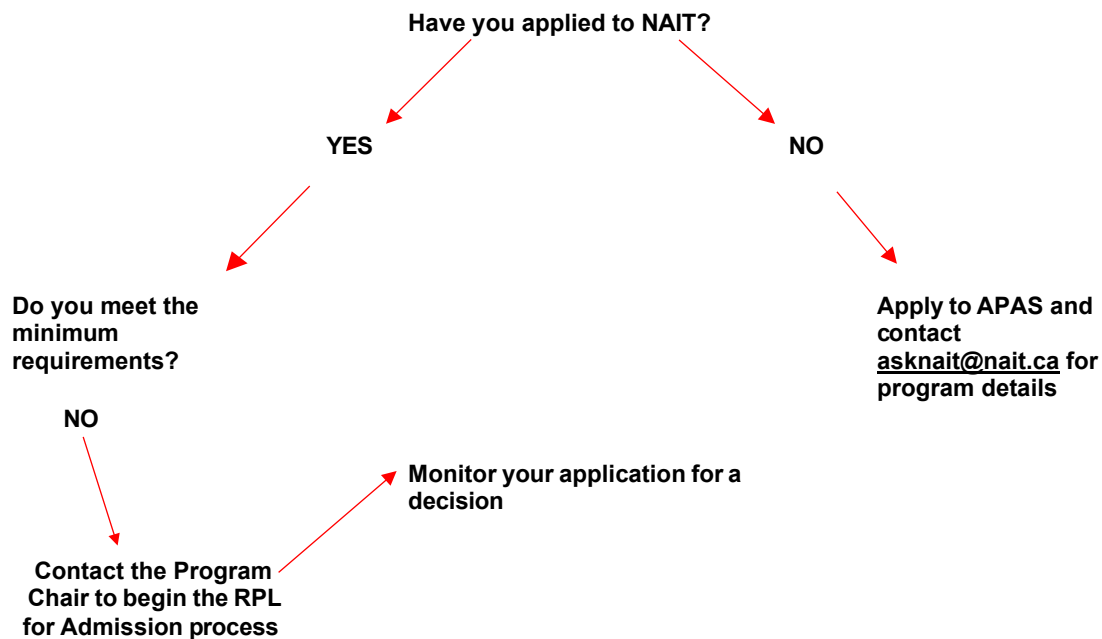 Have you applied to NAIT?
YES
NO
Do you meet the
minimum
requirements?
Apply to APAS and
contact
asknait@nait.ca for
program details
NO
Monitor your application for a
decision
Contact the Program
Chair to begin the RPL
for Admission process